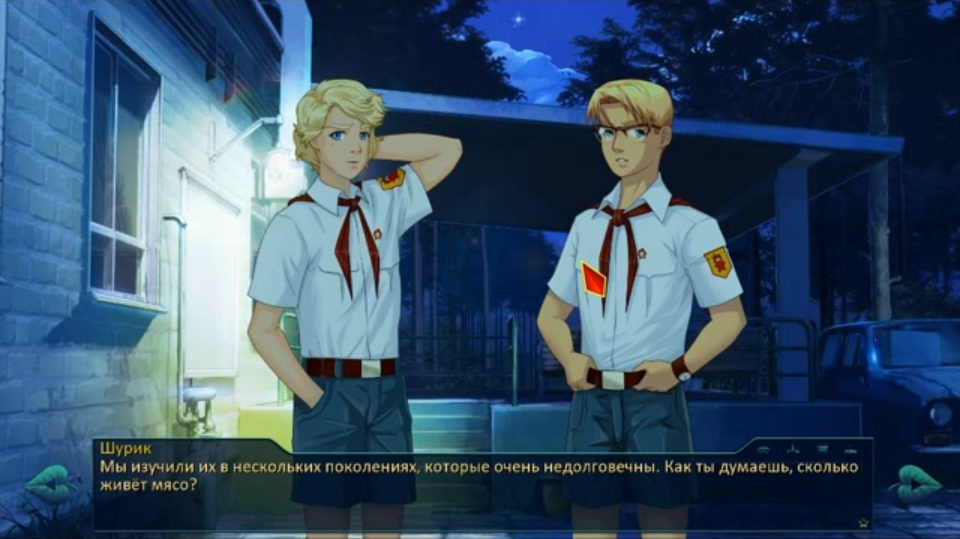 Шурик
Мы изучили их в нескольких поколениях, которые очень недолговечны. Как ты думаешь, сколько
живёт мясо?